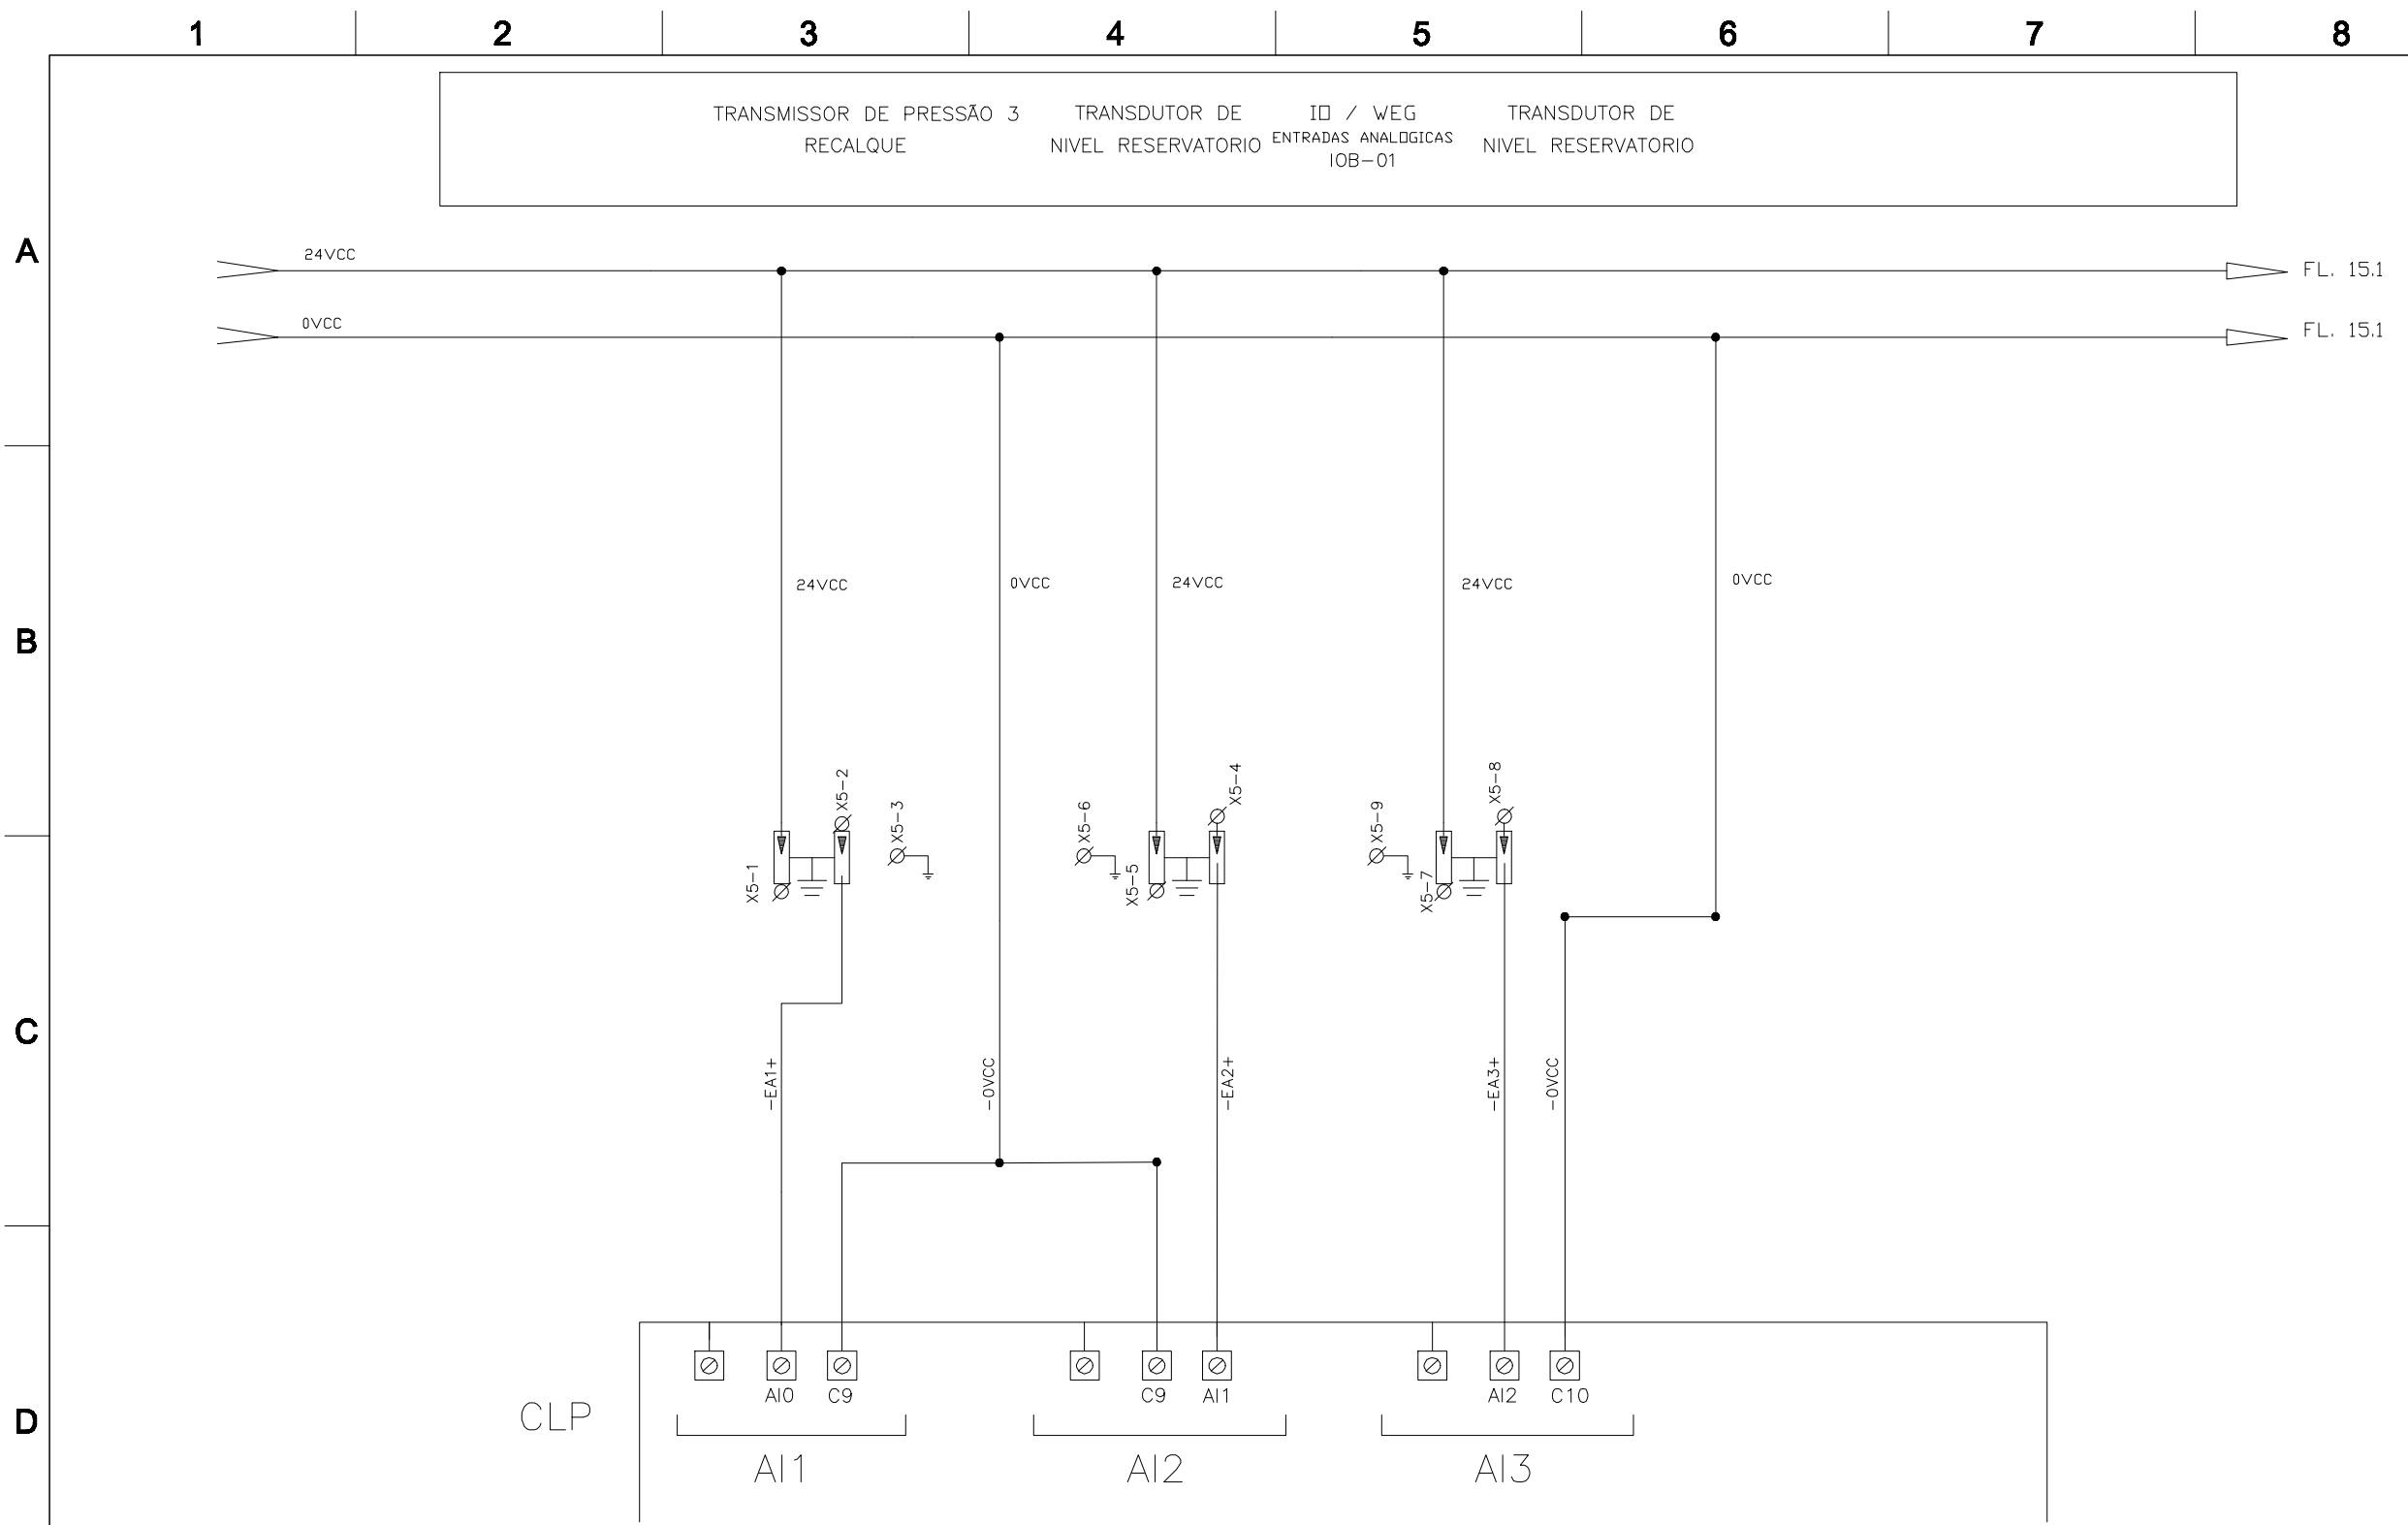 1 2 3 4 5 6 7 8
TRANSMISSOR DE PRESSÃO 3
RECALQUE
TRANSDUTOR DE
NIVEL RESERVATORIO
IO / WEG
ENTRADAS ANALOGICAS
IOB-01
TRANSDUTOR DE
NIVEL RESERVATORIO
A
24VCC
FL. 15.1
0VCC
FL. 15.1
B
24VCC
0VCC
24VCC
24VCC
0VCC
X5-1
X5-2
X5-3
X5-6
X5-5
X5-4
X5-9
X5-7
X5-8
C
-EA1+
-0VCC
-EA2+
-EA3+
-0VCC
D
CLP
AI0
C9
C9
AI1
AI2
C10
AI1
AI2
AI3